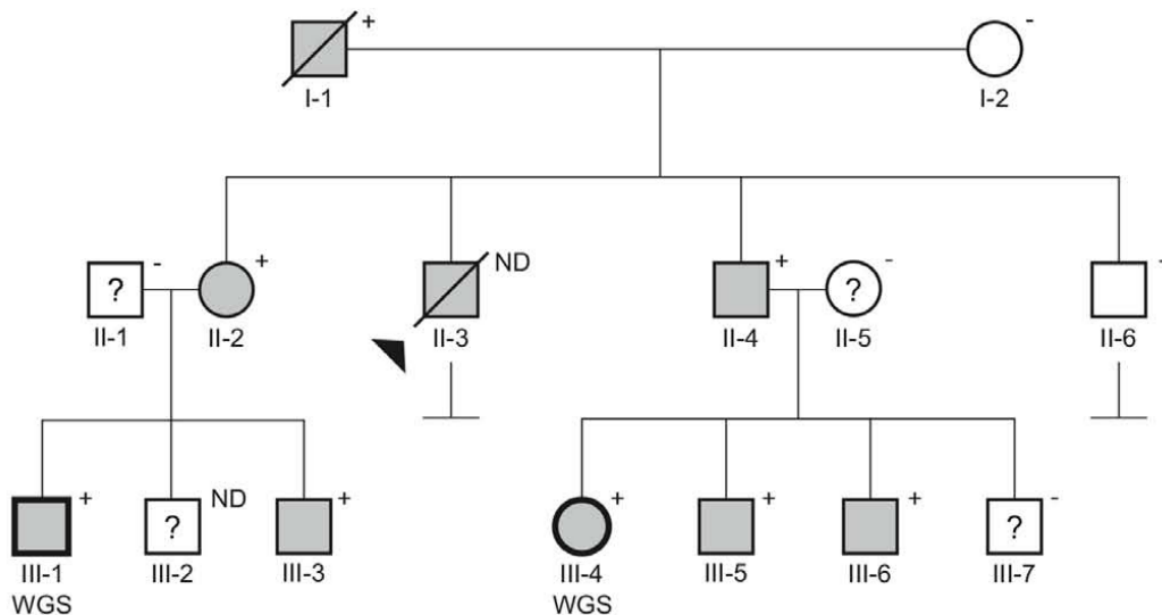 +
-
I-1
I-2
-
+
ND
+
-
-
?
?
II-1
II-2
II-3
II-4
II-5
II-6
+
ND
+
+
+
+
-
?
?
III-1
III-2
III-3
III-4
III-5
III-6
III-7
WGS
WGS